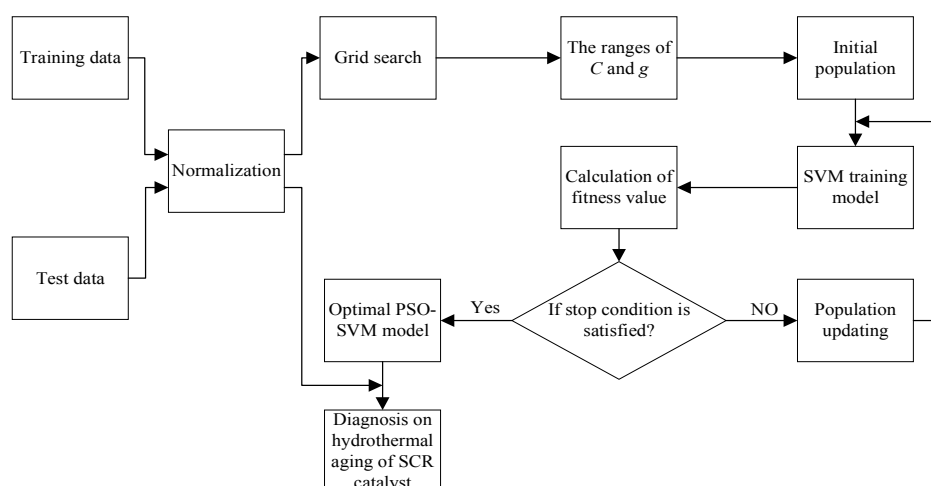 Training data
Grid search
The ranges of
C and g
Initial
population
Normalization
Calculation of
fitness value
SVM training
model
Test data
Optimal PSO-
SVM model
Yes
If stop condition is
satisfied?
NO
Population
updating
Diagnosis on
hydrothermal
aging of SCR
catalyst